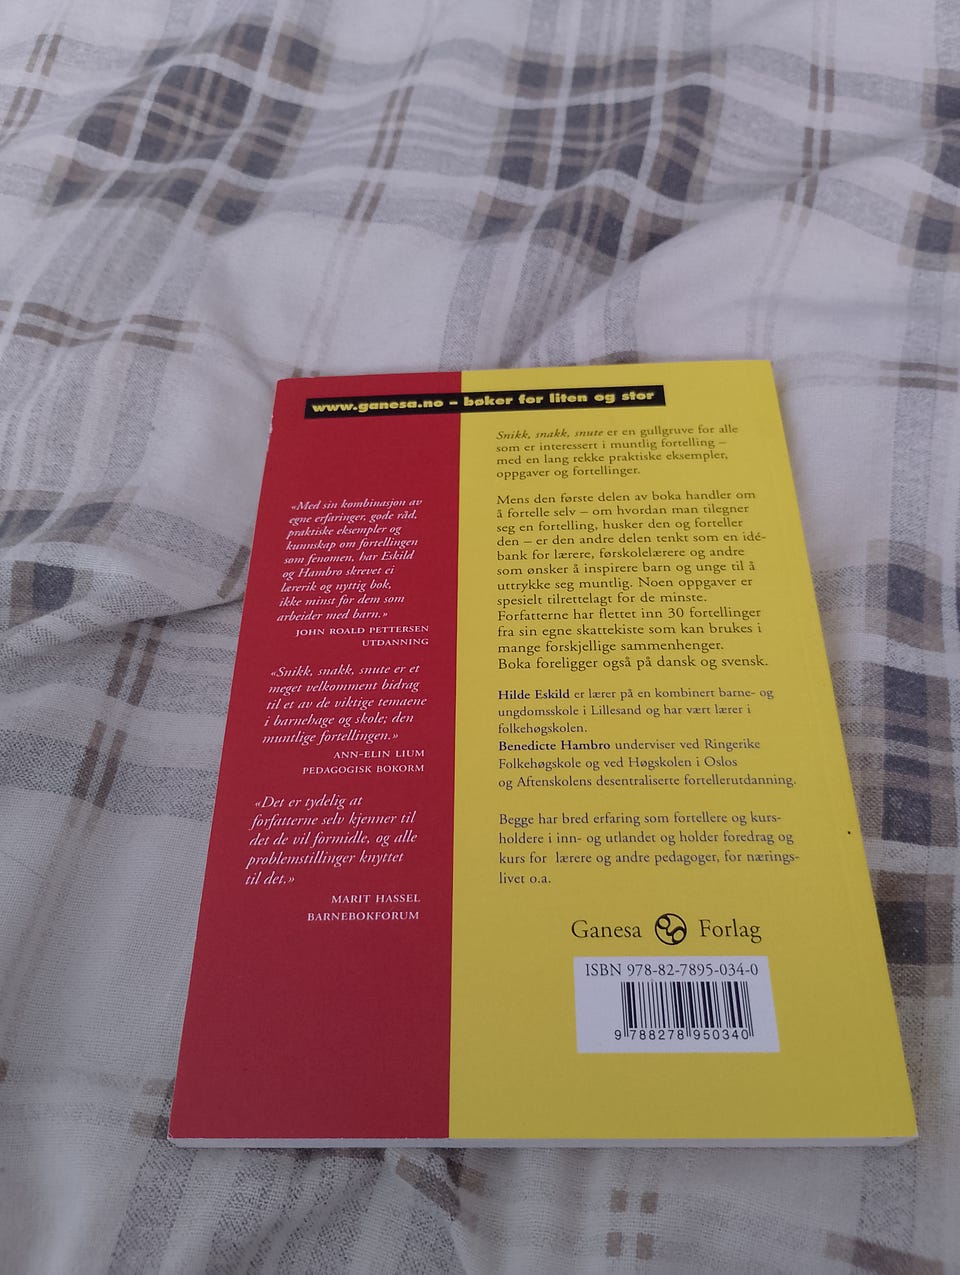 www.ganesa.no – bøker for liten og stor
«Med sin kombinasjon av
egne erfaringer, gode råd,
praktiske eksempler og
kunnskap om fortellingen
som fenomen, har Eskild
og Hambro skrevet ei
lærerik og nyttig bok,
ikke minst for dem som
arbeider med barn.»
JOHN ROALD PETTERSEN
UTDANNING
«Snikk, snakk, snute er et
meget velkomment bidrag
til et av de viktige temaene
i barnehage og skole; den
muntlige fortellingen.»
ANN-ELIN LIUM
PEDAGOGISK BOKORM
«Det er tydelig at
forfatterne selv kjenner til
det de vil formidle, og alle
problemstillinger knyttet
til det.»
MARIT HASSEL
BARNEBOKFORUM
Snikk, snakk, snute er en gullgruve for alle
som er interessert i muntlig fortelling –
med en lang rekke praktiske eksempler,
oppgaver og fortellinger.
Mens den første delen av boka handler om
å fortelle selv – om hvordan man tilegner
seg en fortelling, husker den og forteller
den – er den andre delen tenkt som en idé-
bank for lærere, førskolelærere og andre
som ønsker å inspirere barn og unge til å
uttrykke seg muntlig. Noen oppgaver er
spesielt tilrettelagt for de minste.
Forfatterne har flettet inn 30 fortellinger
fra sin egne skattekiste som kan brukes i
mange forskjellige sammenhenger.
Boka foreligger også på dansk og svensk.
Hilde Eskild er lærer på en kombinert barne- og
ungdomsskole i Lillesand og har vært lærer i
folkehøgskolen.
Benedicte Hambro underviser ved Ringerike
Folkehøgskole og ved Høgskolen i Oslos
og Aftenskolens desentraliserte fortellerutdanning.
Begge har bred erfaring som fortellere og kurs-
holdere i inn- og utlandet og holder foredrag og
kurs for lærere og andre pedagoger, for nærings-
livet o.a.
Ganesa Forlag
ISBN 978-82-7895-034-0
9 788278 950340